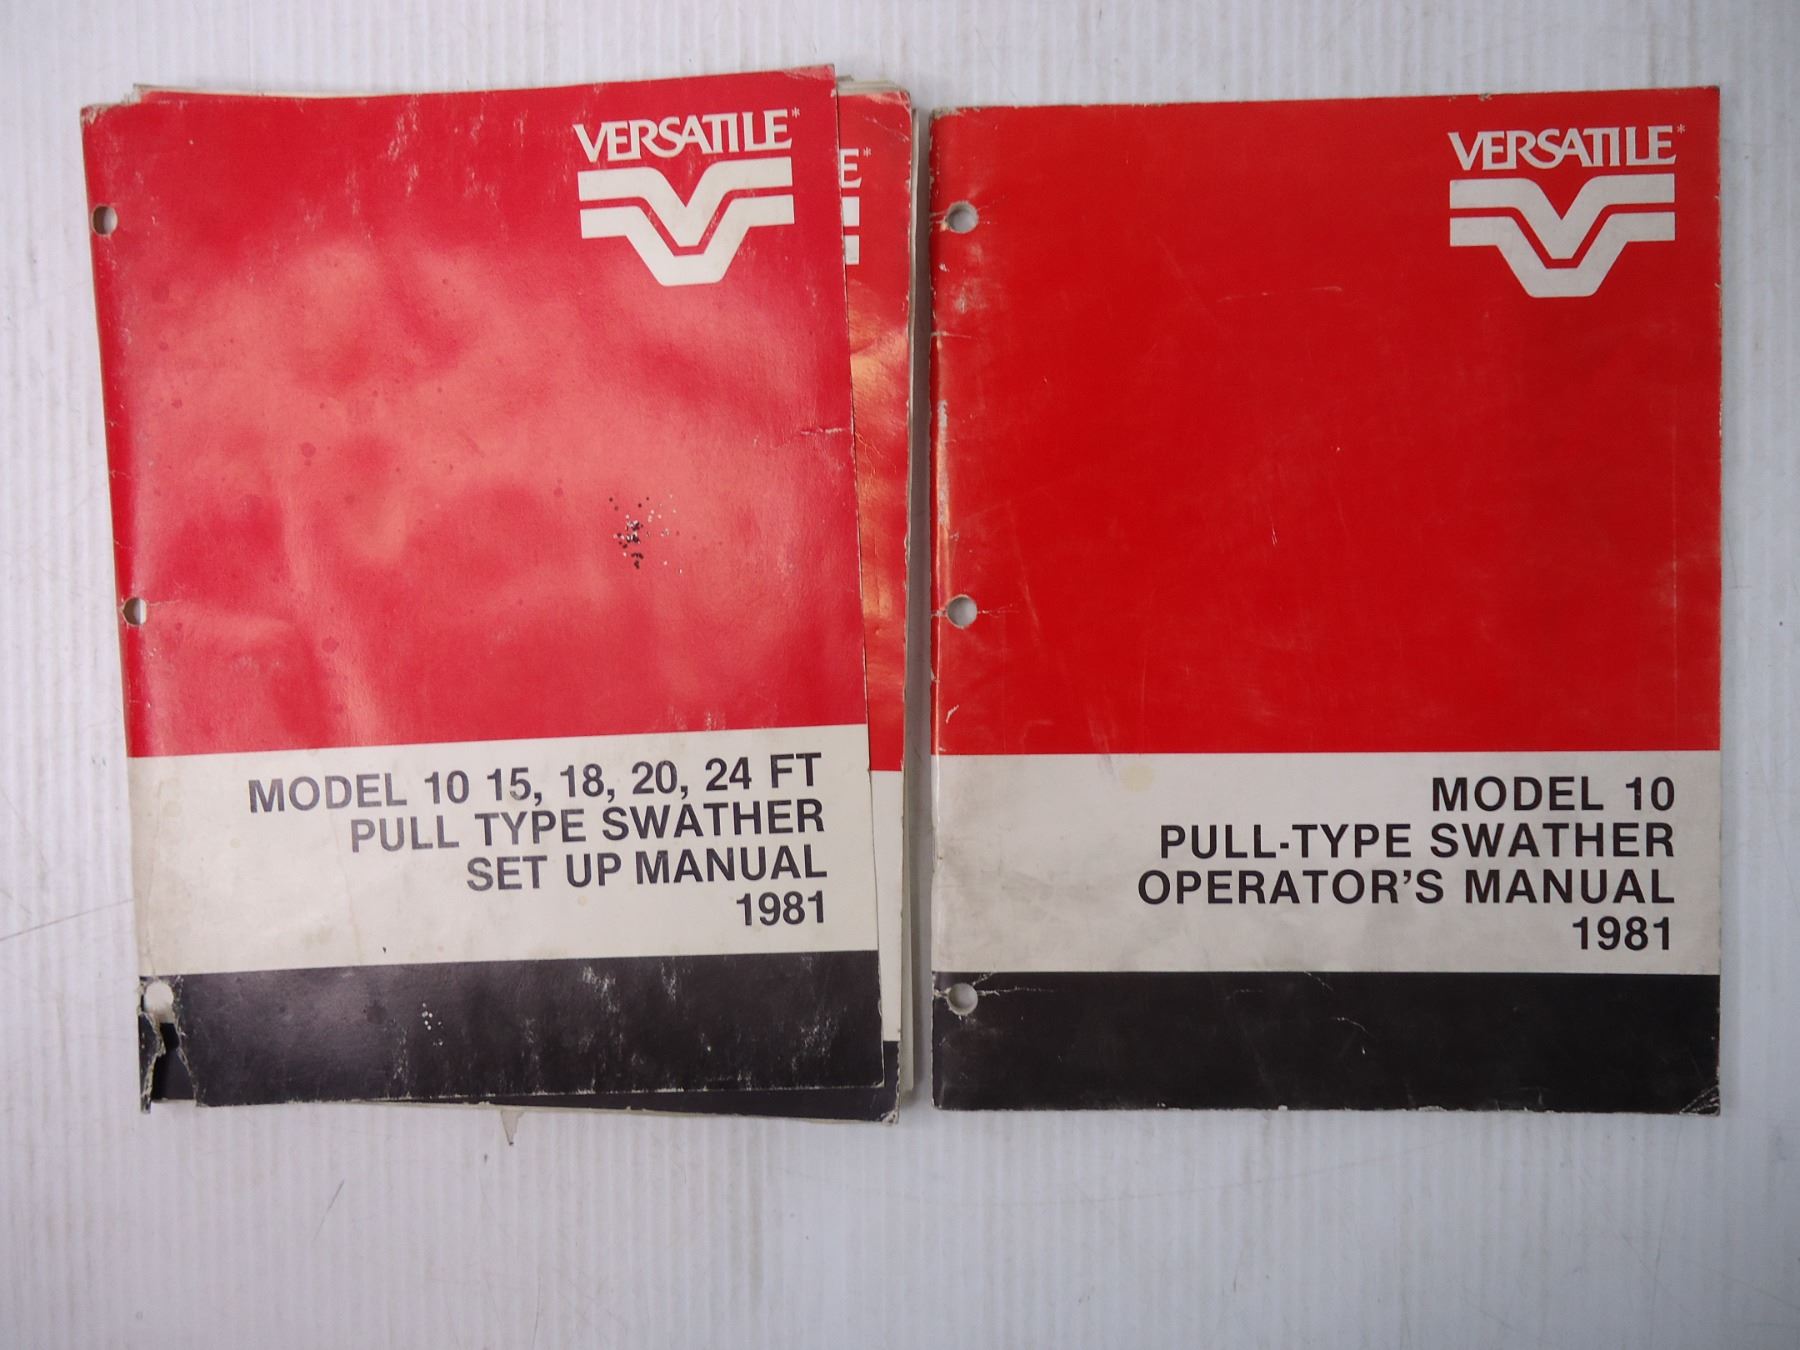 VERSATILE*
MODEL 10 15, 18, 20, 24 FT
PULL TYPE SWATHER
SET UP MANUAL
1981
E*
VERSATILE*
MODEL 10
PULL-TYPE SWATHER
OPERATOR'S MANUAL
1981